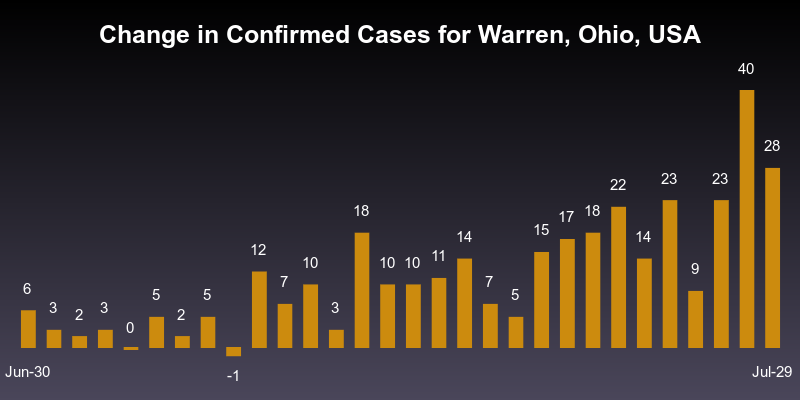 Change in Confirmed Cases for Warren, Ohio, USA
6 3 2 3 0 5 2 5 -1 12 7 10 3 18 10 10 11 14 7 5 15 17 18 22 14 23 9 23 40 28
Jun-30 Jul-29